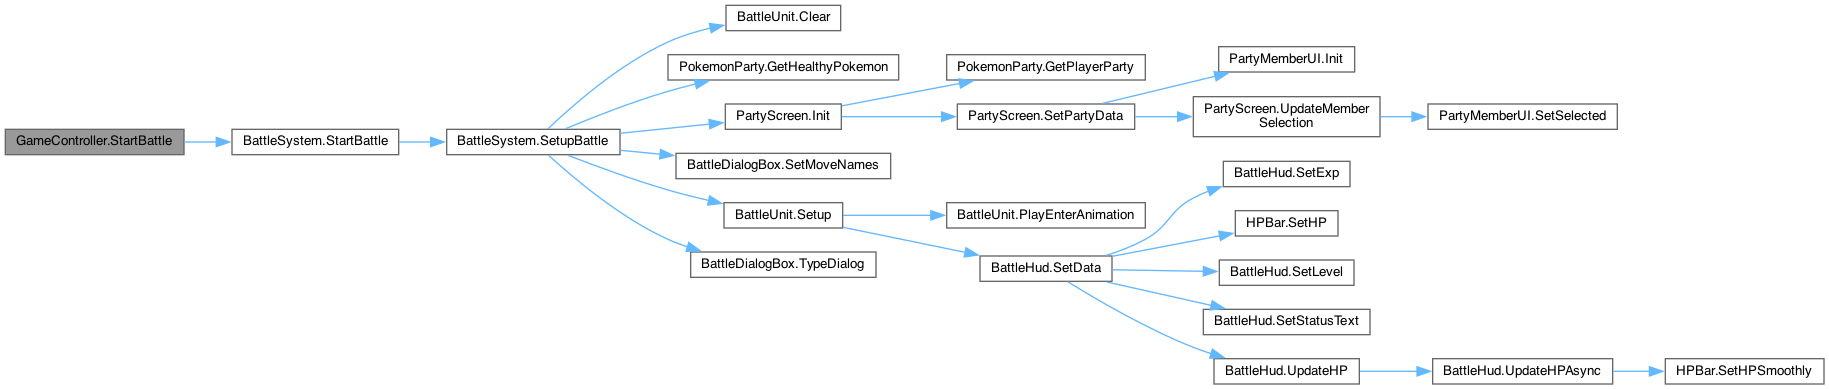 GameController.StartBattle
BattleSystem.StartBattle
BattleSystem.SetupBattle
BattleUnit.Clear
PokemonParty.GetHealthyPokemon
PartyScreen.Init
BattleDialogBox.SetMoveNames
BattleUnit.Setup
BattleDialogBox.TypeDialog
PokemonParty.GetPlayerParty
PartyScreen.SetPartyData
BattleUnit.PlayEnterAnimation
BattleHud.SetData
PartyMemberUI.Init
PartyScreen.UpdateMember
Selection
BattleHud.SetExp
HPBar.SetHP
BattleHud.SetLevel
BattleHud.SetStatusText
BattleHud.UpdateHP
PartyMemberUI.SetSelected
BattleHud.UpdateHPAsync
HPBar.SetHPSmoothly